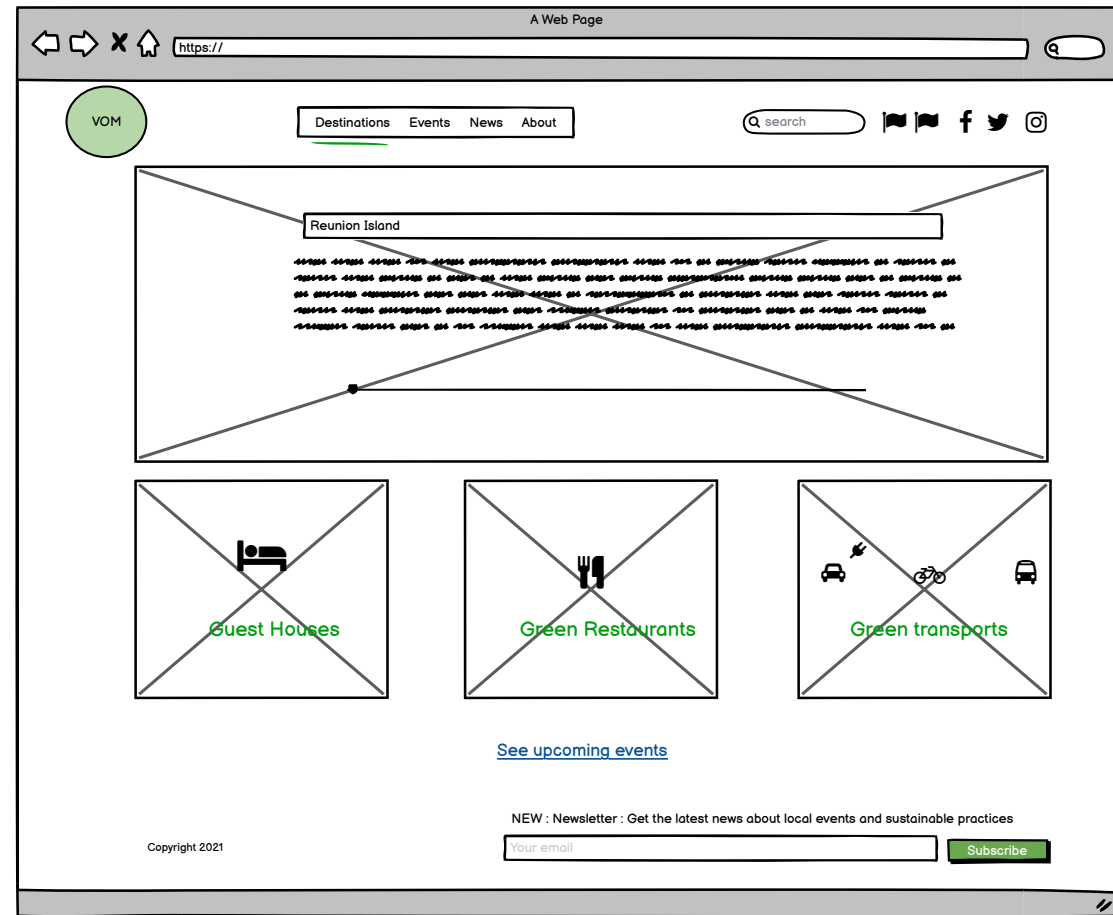 A Web Page
https://
VOM
Destinations Events News About
search
Reunion Island
Guest Houses
Green Restaurants
Green transports
See upcoming events
NEW : Newsletter : Get the latest news about local events and sustainable practices
Copyright 2021
Your email
Subscribe